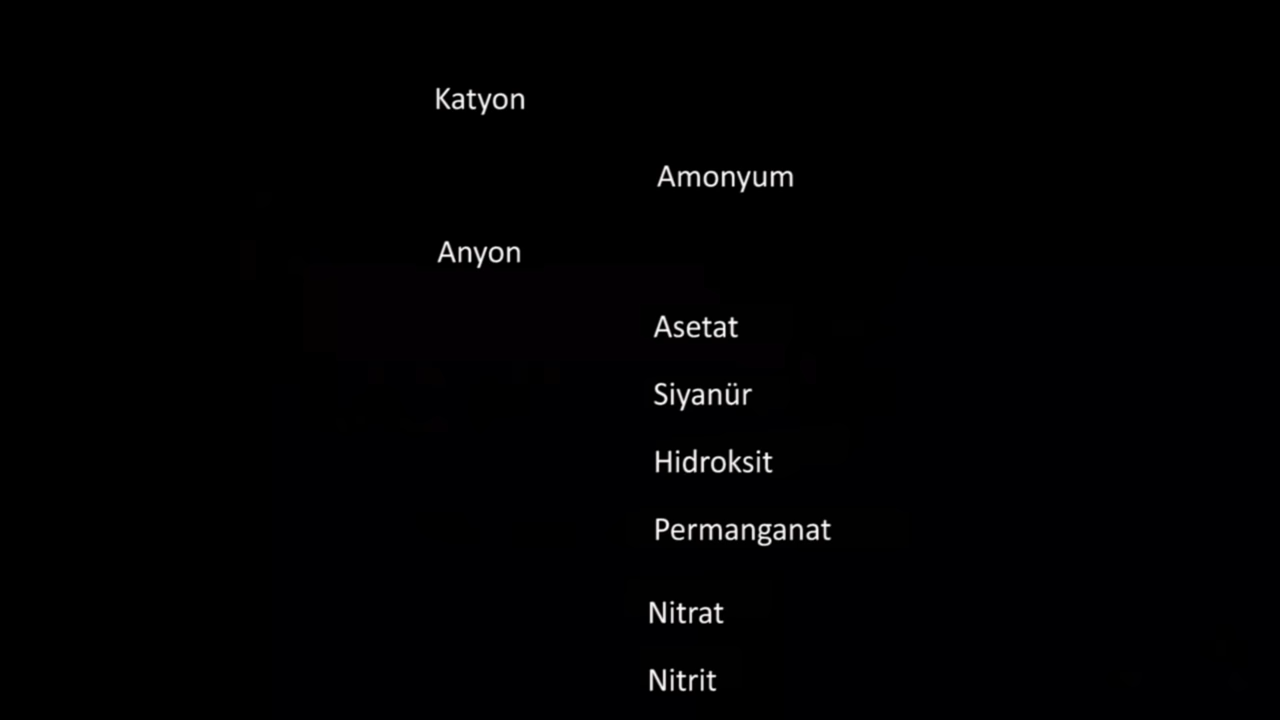 Katyon
Amonyum
Anyon
Asetat
Siyanür
Hidroksit
Permanganat
Nitrat
Nitrit